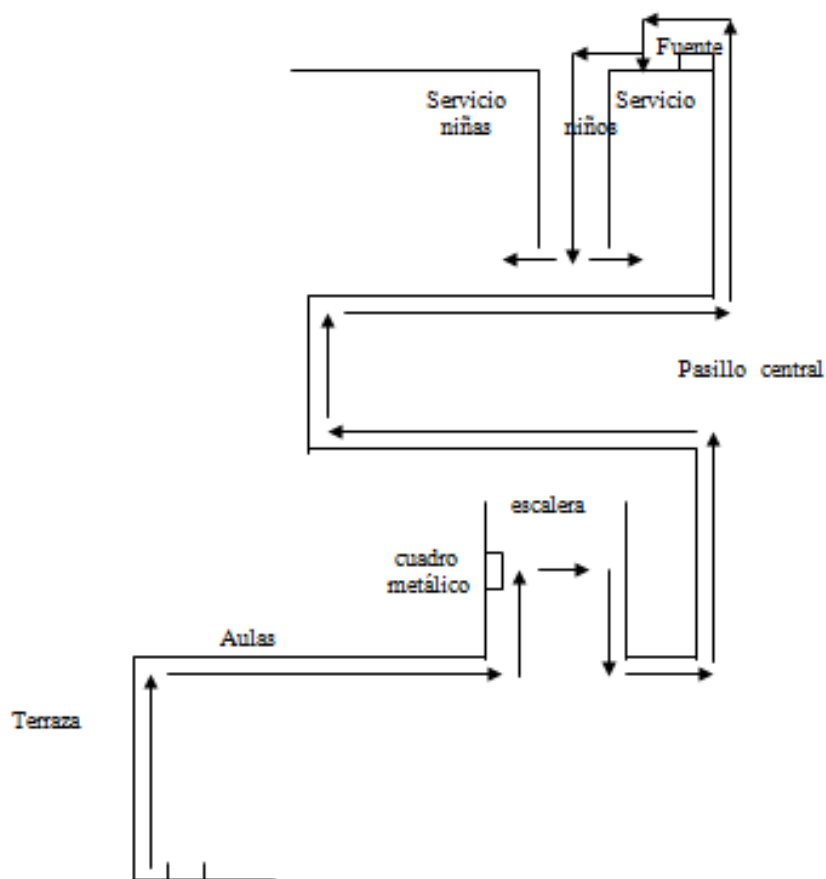 Fuente
Servicio
niñas
Servicio
niños
Pasillo central
escalera
cuadro
metálico
Aulas
Terraza